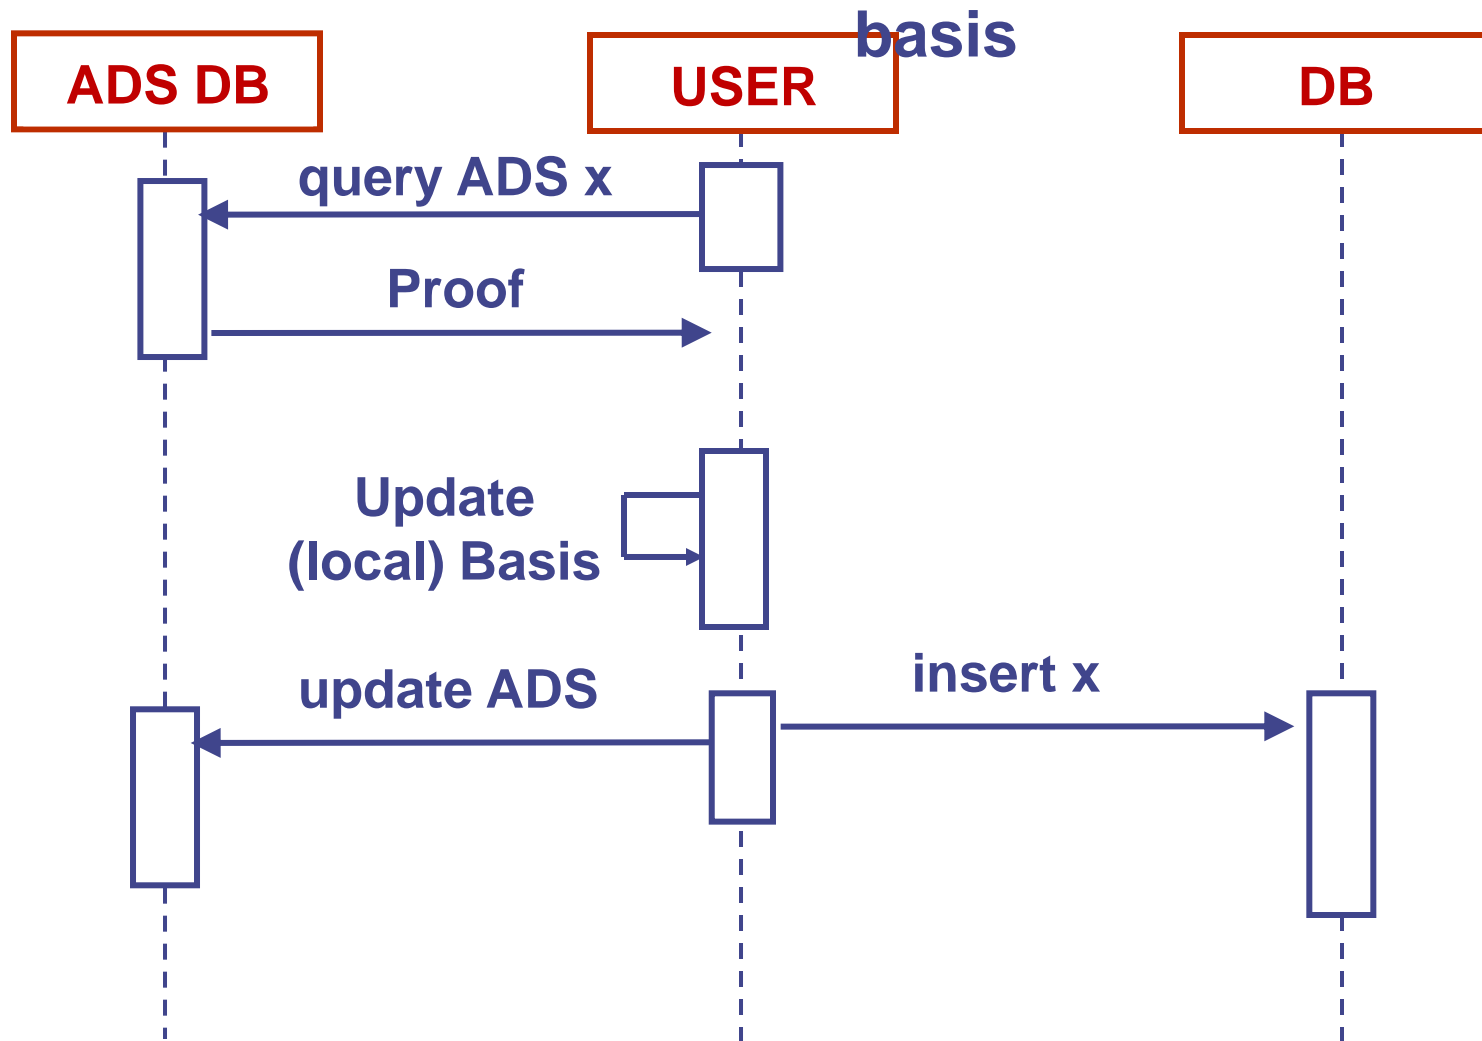 basis
ADS DB
USER
DB
query ADS x
Proof
Update
(local) Basis
insert x
update ADS